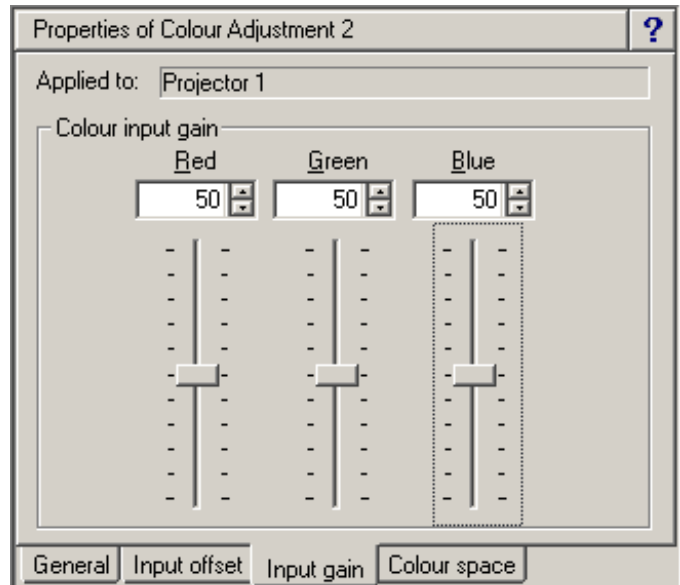 Properties of Colour Adjustment 2 ?
Applied to: Projector 1
Colour input gain
Red Green Blue
50 50 50
General Input offset Input gain Colour space